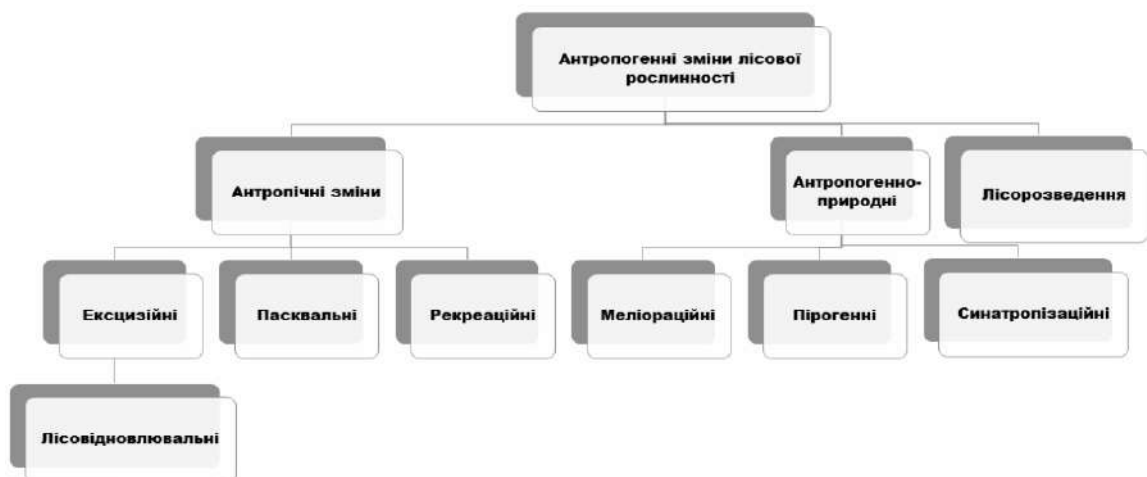 Антропогенні зміни лісової
рослинності
Антропічні зміни
Антропогенно-
природні
Лісорозведення
Ексцизійні
Пасквальні
Рекреаційні
Меліораційні
Пірогенні
Синатропізаційні
Лісовідновлювальні